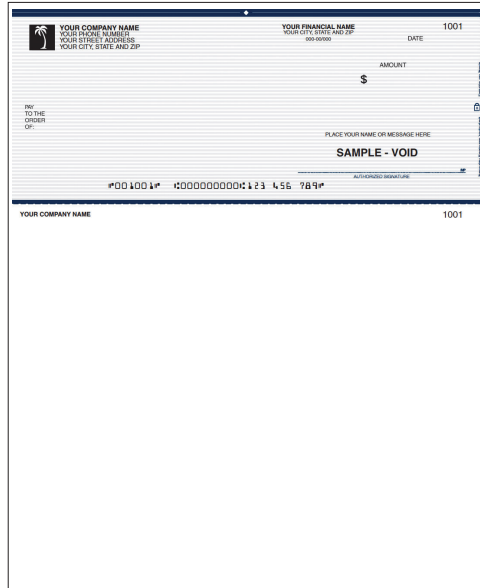 YOUR COMPANY NAME
YOUR PHONE NUMBER
YOUR STREET ADDRESS
YOUR CITY, STATE AND ZIP
YOUR FINANCIAL NAME
YOUR CITY, STATE AND ZIP
000-00/000
1001
DATE
AMOUNT
$
PAY
TO THE
ORDER
OF:
PLACE YOUR NAME OR MESSAGE HERE
SAMPLE - VOID
AUTHORIZED SIGNATURE
⑈001001⑈ ⑆000000000⑆123 456 789⑈
YOUR COMPANY NAME
1001